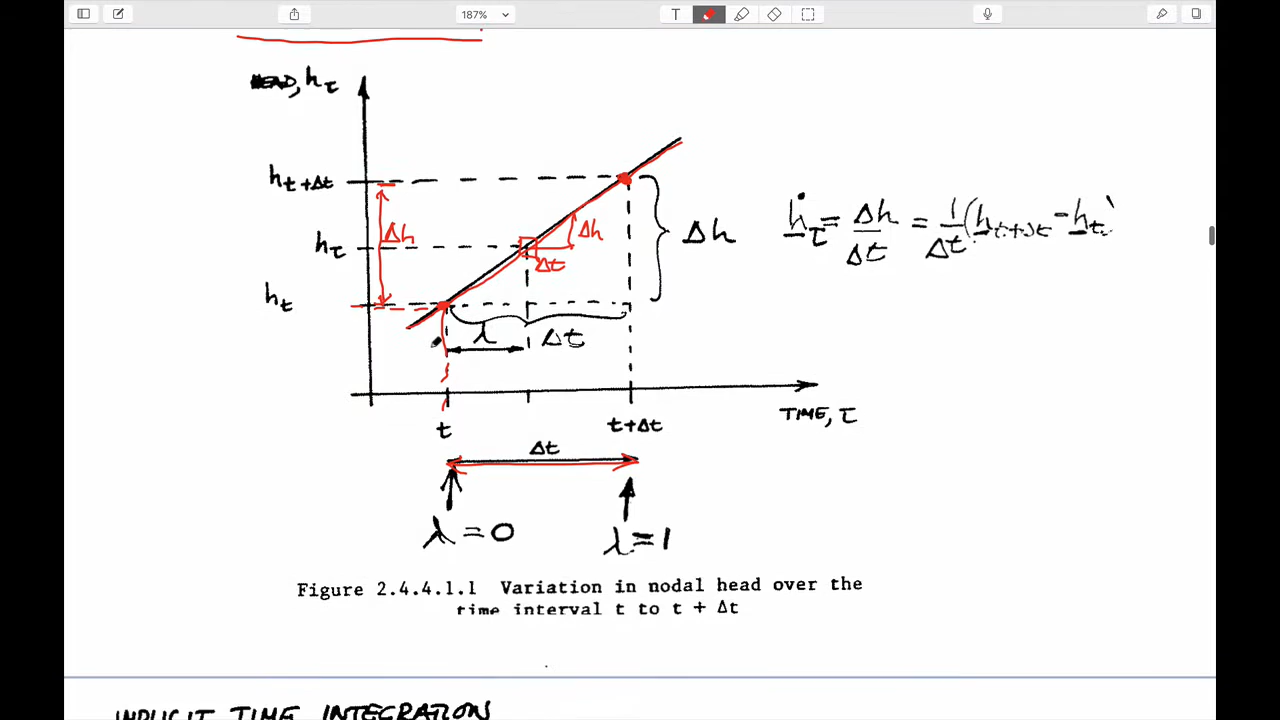 187%
T
HEAD, hτ
ht+Δt
hτ
ht
Δh
Δh
Δt
Δh
λ
Δt
ḣτ = Δh/Δt = 1/Δt (ht+Δt - ht)
t
t+Δt
TIME, τ
Δt
λ=0
λ=1
Figure 2.4.4.1.1 Variation in nodal head over the
time interval t to t + Δt
IMPLICIT TIME INTEGRATION